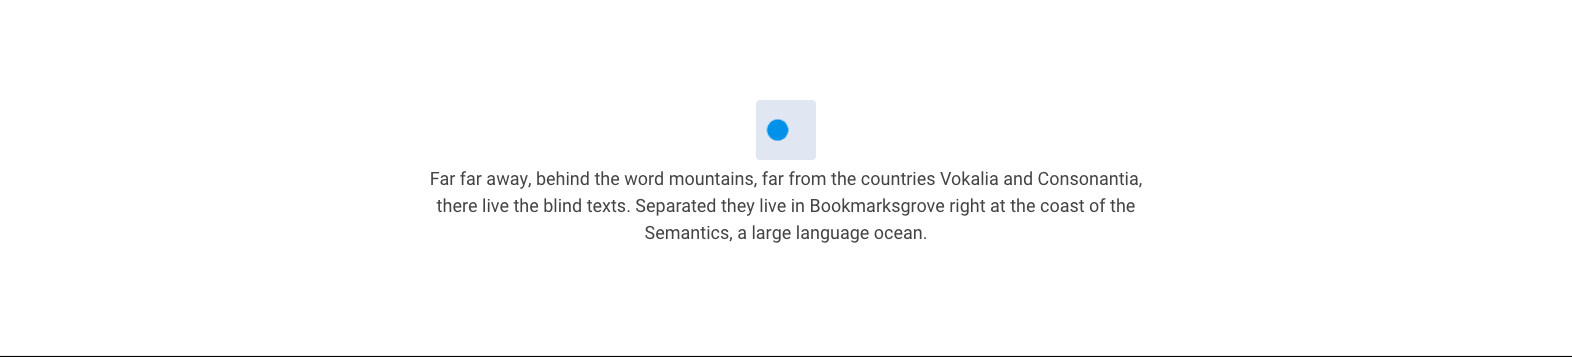 Far far away, behind the word mountains, far from the countries Vokalia and Consonantia,
there live the blind texts. Separated they live in Bookmarksgrove right at the coast of the
Semantics, a large language ocean.